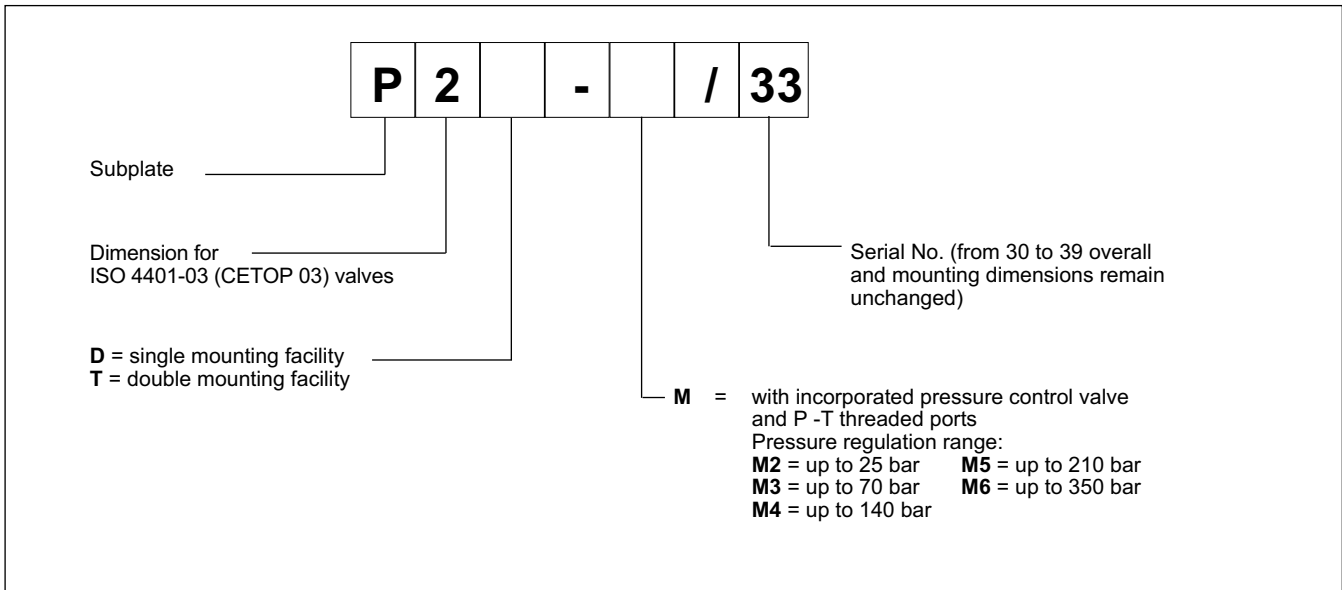 P 2 - / 33
Subplate
Dimension for
ISO 4401-03 (CETOP 03) valves
D = single mounting facility
T = double mounting facility
Serial No. (from 30 to 39 overall
and mounting dimensions remain
unchanged)
M = with incorporated pressure control valve
and P -T threaded ports
Pressure regulation range:
M2 = up to 25 bar M5 = up to 210 bar
M3 = up to 70 bar M6 = up to 350 bar
M4 = up to 140 bar